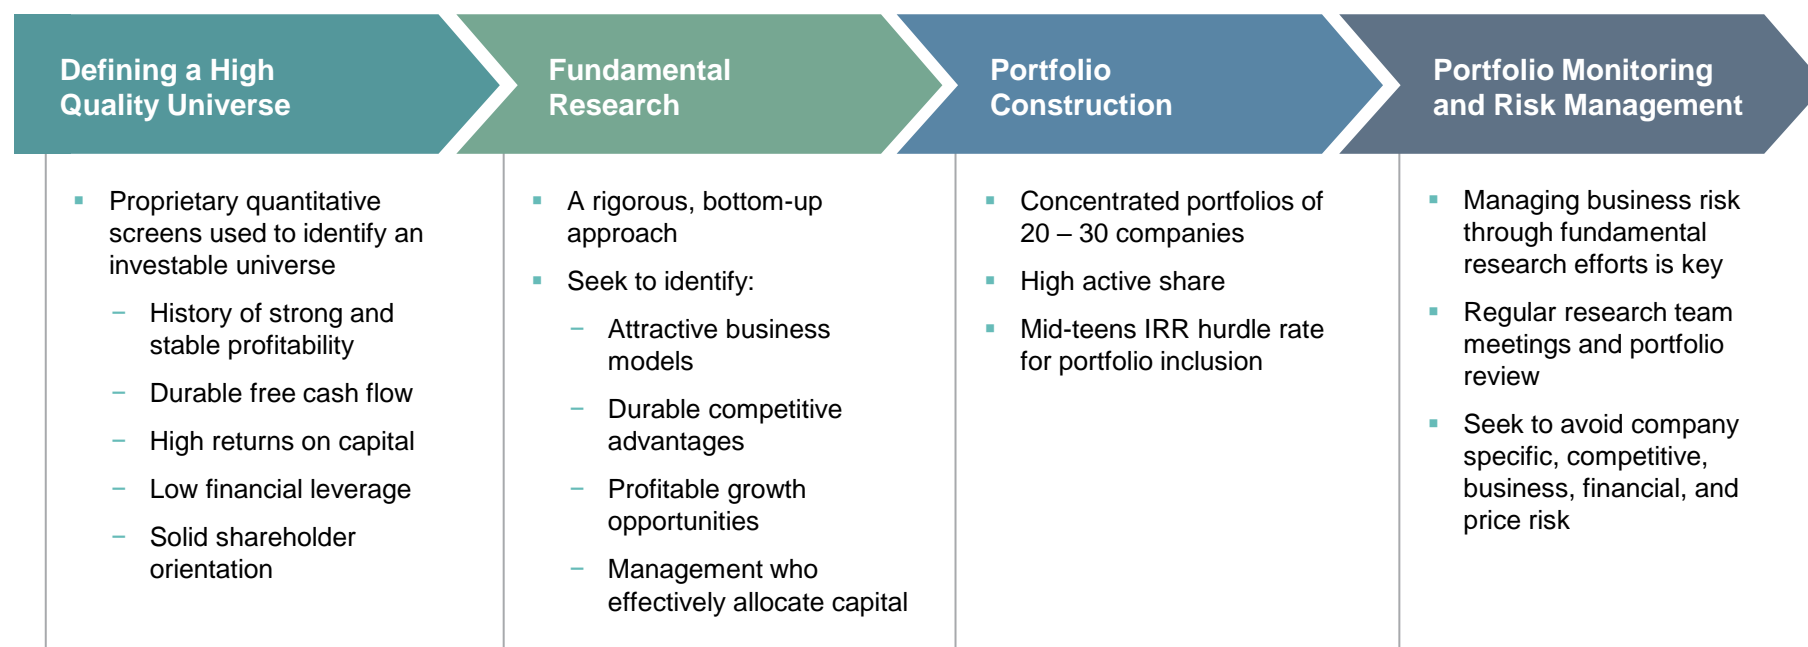 Defining a High
Quality Universe
▪ Proprietary quantitative
screens used to identify an
investable universe
− History of strong and
stable profitability
− Durable free cash flow
− High returns on capital
− Low financial leverage
− Solid shareholder
orientation
Fundamental
Research
▪ A rigorous, bottom-up
approach
▪ Seek to identify:
− Attractive business
models
− Durable competitive
advantages
− Profitable growth
opportunities
− Management who
effectively allocate capital
Portfolio
Construction
▪ Concentrated portfolios of
20 – 30 companies
▪ High active share
▪ Mid-teens IRR hurdle rate
for portfolio inclusion
Portfolio Monitoring
and Risk Management
▪ Managing business risk
through fundamental
research efforts is key
▪ Regular research team
meetings and portfolio
review
▪ Seek to avoid company
specific, competitive,
business, financial, and
price risk